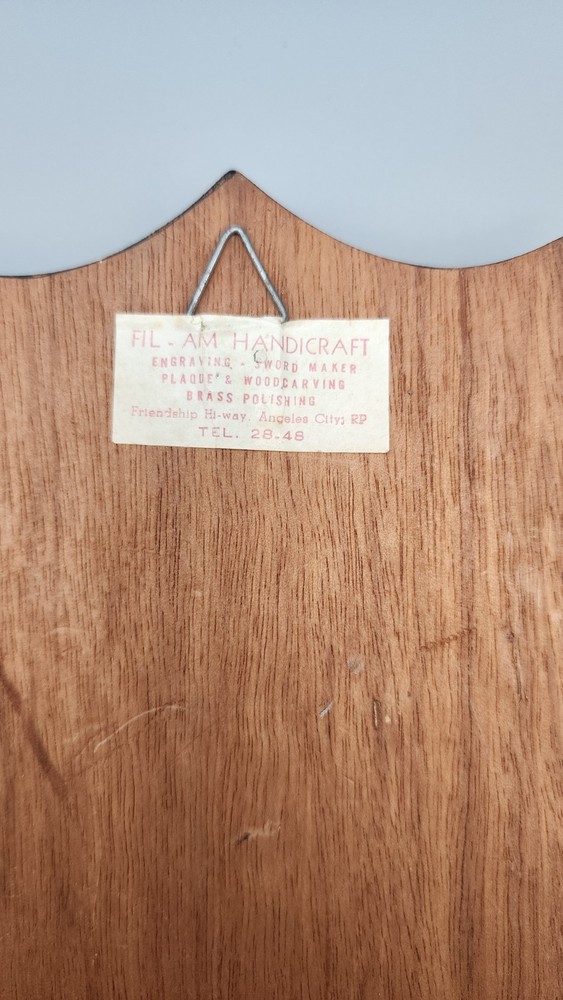 FIL - AM HANDICRAFT
ENGRAVING - SWORD MAKER
PLAQUE & WOODCARVING
BRASS POLISHING
Friendship Hi-way, Angeles City, RP
TEL. 28-48